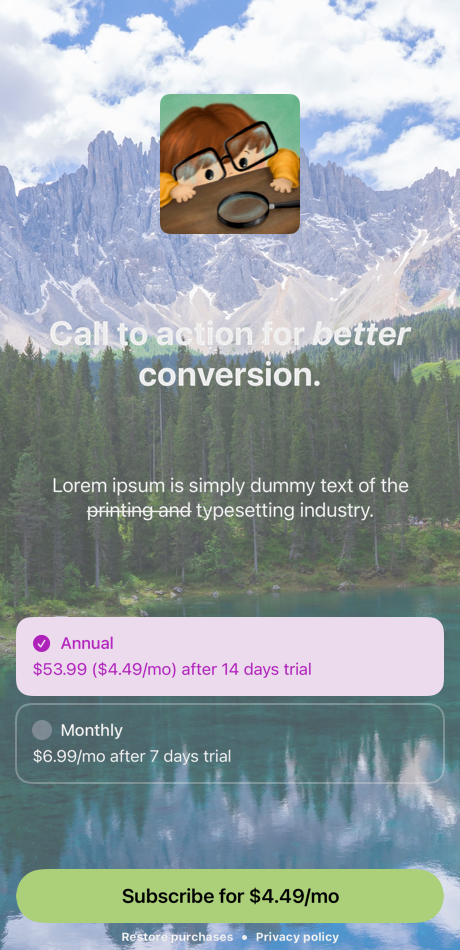 Call to action for better
conversion.
Lorem ipsum is simply dummy text of the
printing and typesetting industry.
Annual
$53.99 ($4.49/mo) after 14 days trial
Monthly
$6.99/mo after 7 days trial
Subscribe for $4.49/mo
Restore purchases • Privacy policy